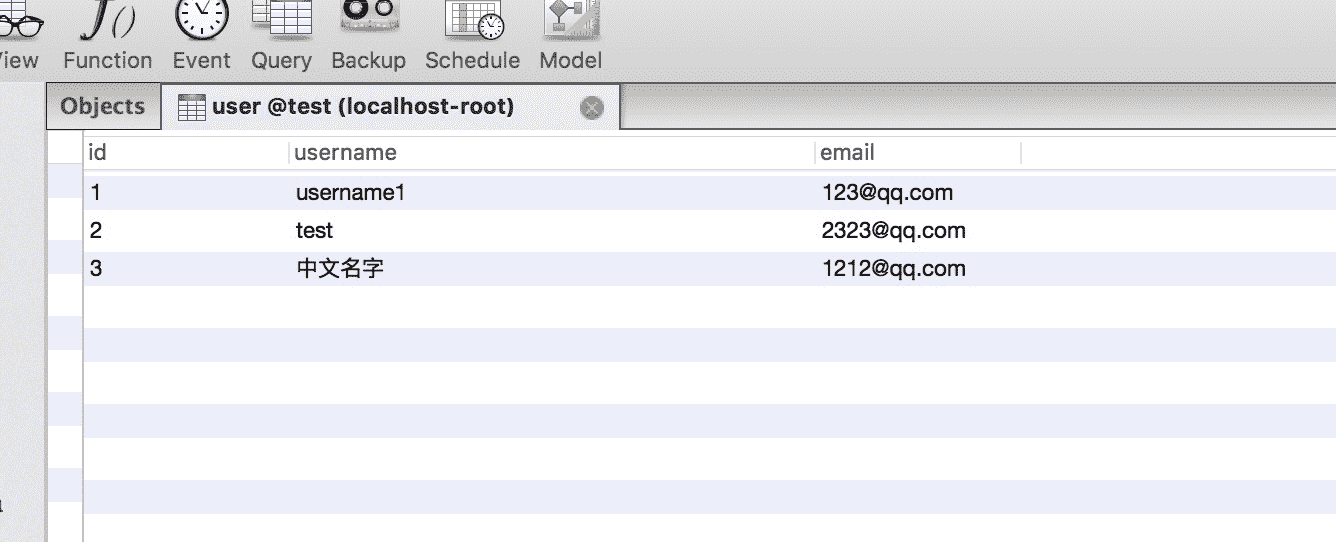 View Function Event Query Backup Schedule Model
Objects user @test (localhost-root)
id username email
1 username1 123@qq.com
2 test 2323@qq.com
3 中文名字 1212@qq.com